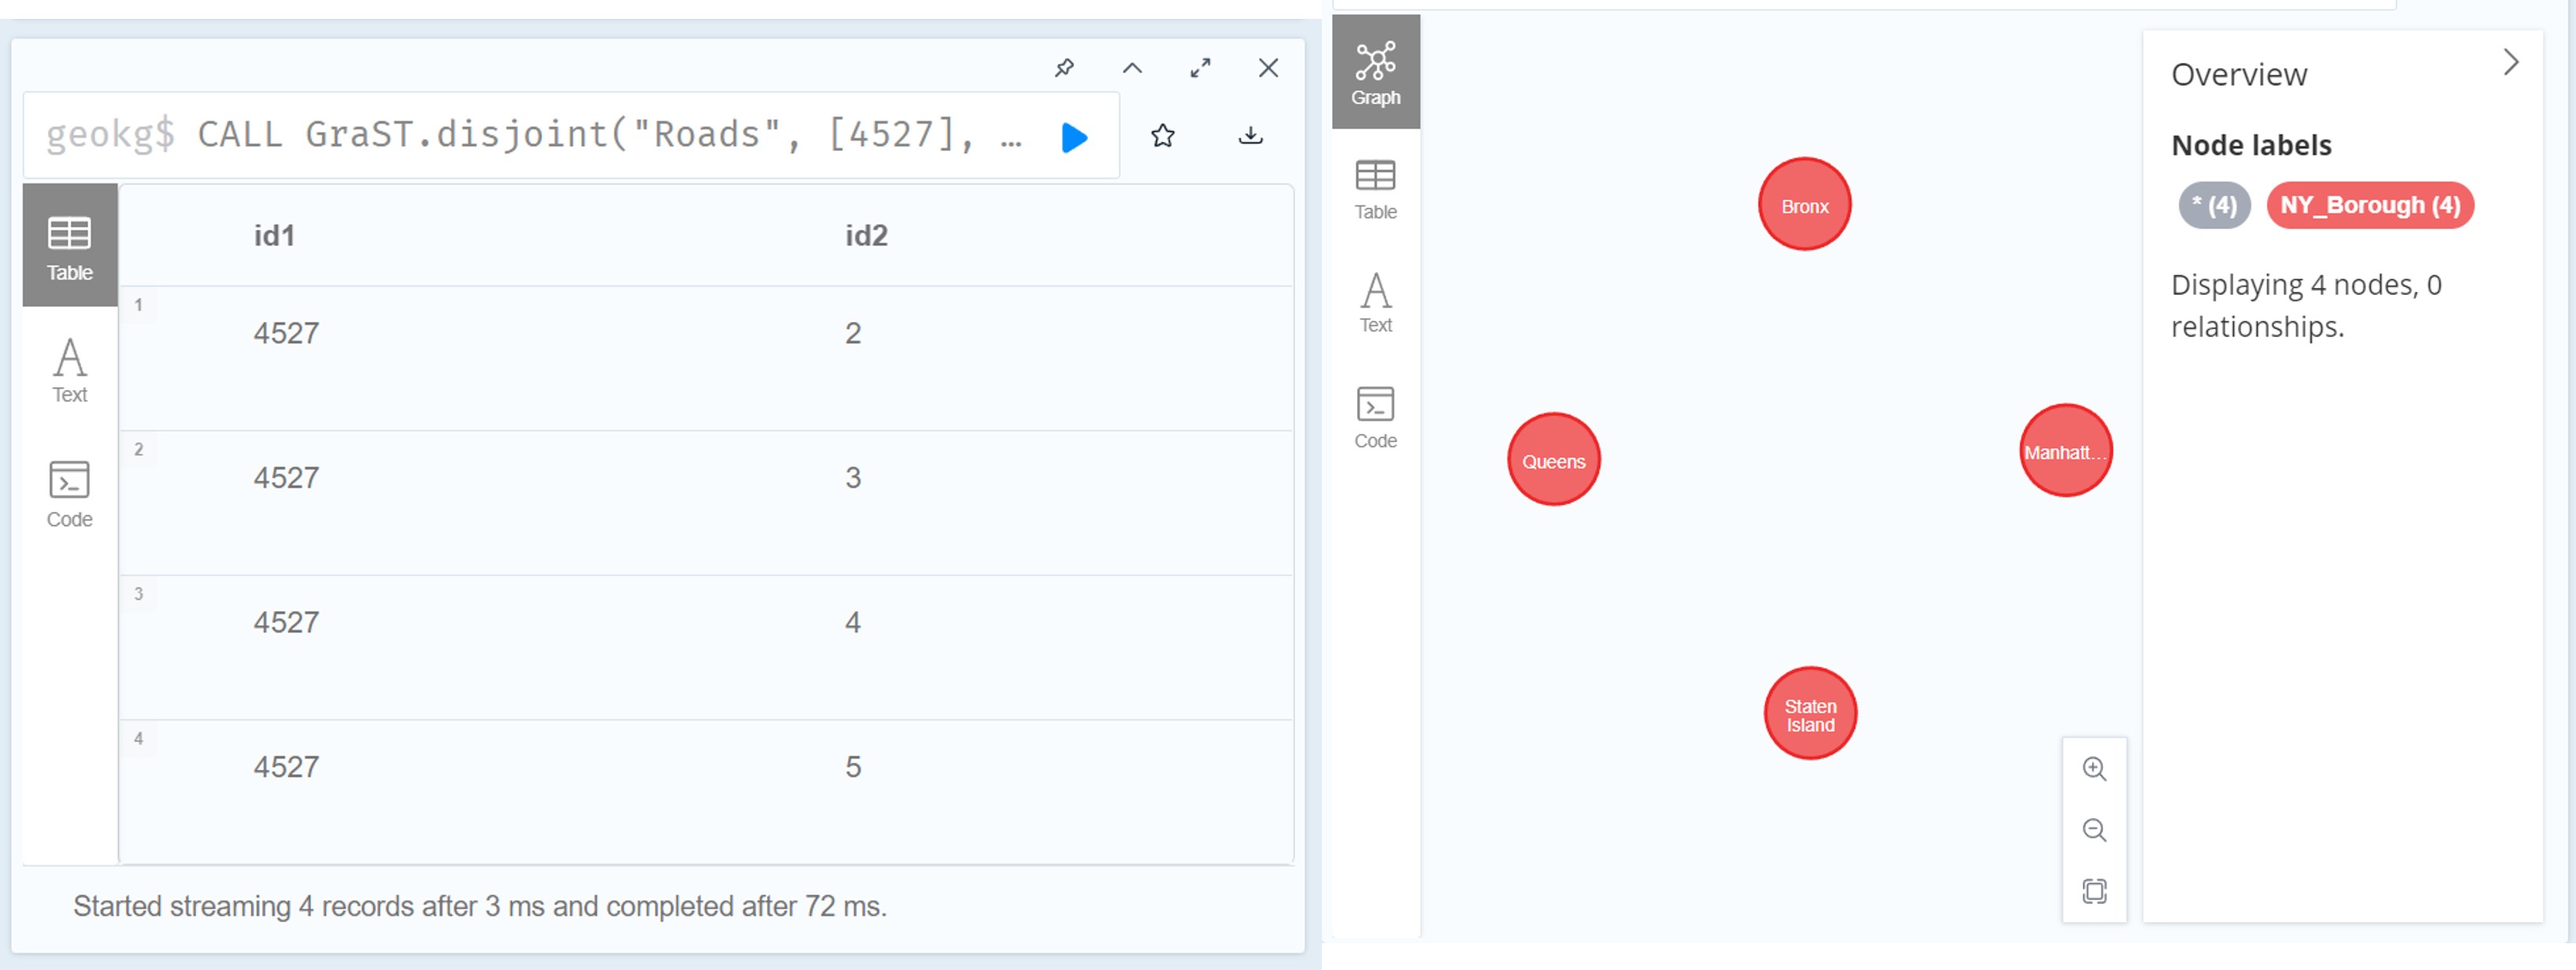 geokg$ CALL GraST.disjoint("Roads", [4527], …
Table
Text
Code
id1 id2
1 4527 2
2 4527 3
3 4527 4
4 4527 5
Started streaming 4 records after 3 ms and completed after 72 ms.
Graph
Table
Text
Code
Bronx
Queens
Manhatt...
Staten
Island
Overview
Node labels
* (4) NY_Borough (4)
Displaying 4 nodes, 0
relationships.